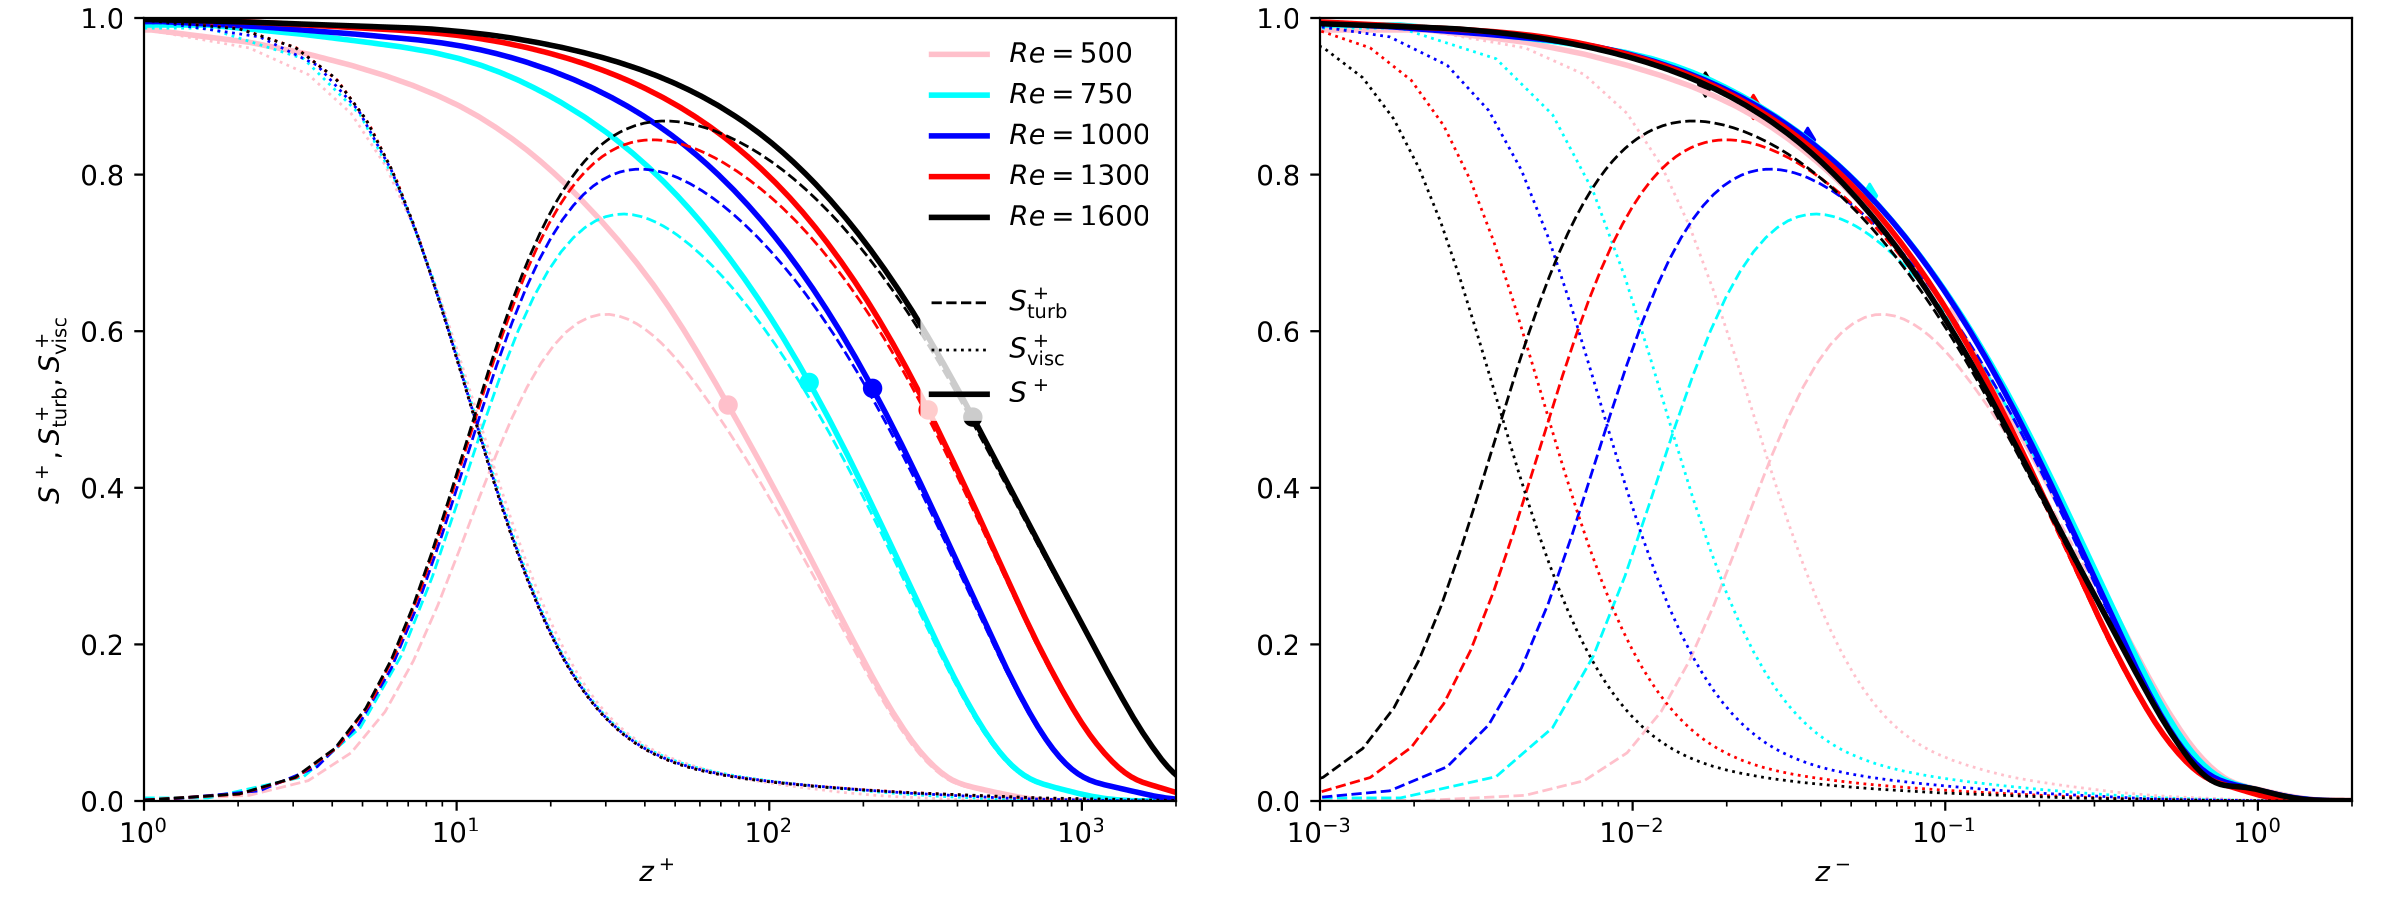 S⁺, S⁺turb, S⁺visc
1.0
0.8
0.6
0.4
0.2
0.0
10⁰
10¹
10²
10³
z⁺
Re = 500
Re = 750
Re = 1000
Re = 1300
Re = 1600
S⁺turb
S⁺visc
S⁺
1.0
0.8
0.6
0.4
0.2
0.0
10⁻³
10⁻²
10⁻¹
10⁰
z⁻